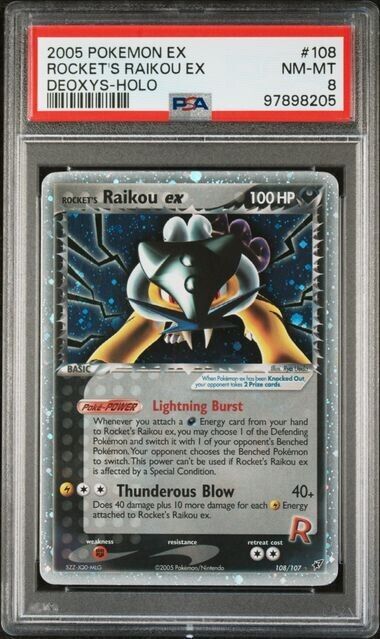 2005 POKEMON EX #108
ROCKET'S RAIKOU EX NM-MT
DEOXYS-HOLO 8
PSA 97898205
ROCKET'S Raikou ex 100 HP
BASIC
Illus. Ryo Ueda
When Pokémon-ex has been Knocked Out,
your opponent takes 2 Prize cards.
Poké-POWER Lightning Burst
Whenever you attach a Energy card from your hand
to Rocket's Raikou ex, you may choose 1 of the Defending
Pokémon and switch it with 1 of your opponent's Benched
Pokémon. Your opponent chooses the Benched Pokémon
to switch. This power can't be used if Rocket's Raikou ex
is affected by a Special Condition.
Thunderous Blow 40+
Does 40 damage plus 10 more damage for each Energy
attached to Rocket's Raikou ex.
R
weakness resistance retreat cost
5ZZ-XJ0-MLG ©2005 Pokémon/Nintendo 108/107